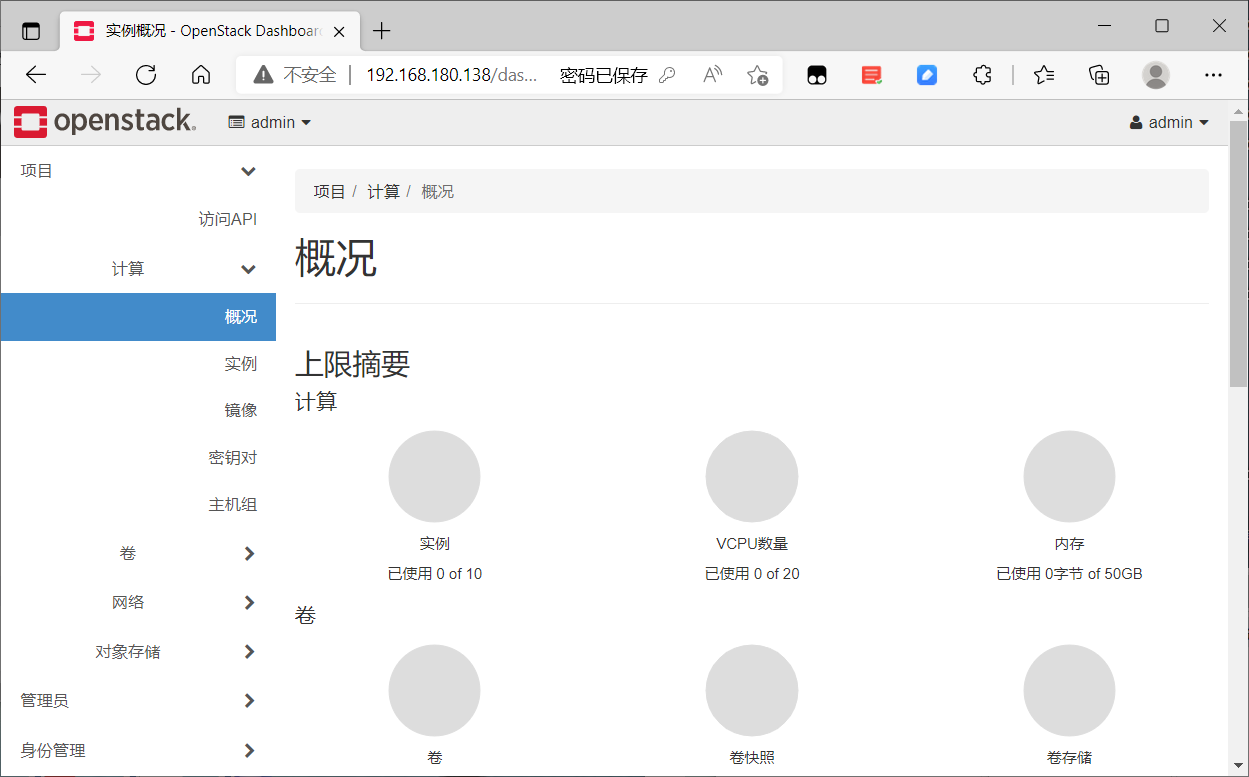 实例概况 - OpenStack Dashboar
不安全 192.168.180.138/das... 密码已保存
openstack. admin admin
项目
访问API
计算
概况
实例
镜像
密钥对
主机组
卷
网络
对象存储
管理员
身份管理
项目 / 计算 / 概况
概况
上限摘要
计算
实例 VCPU数量 内存
已使用 0 of 10 已使用 0 of 20 已使用 0字节 of 50GB
卷
卷 卷快照 卷存储